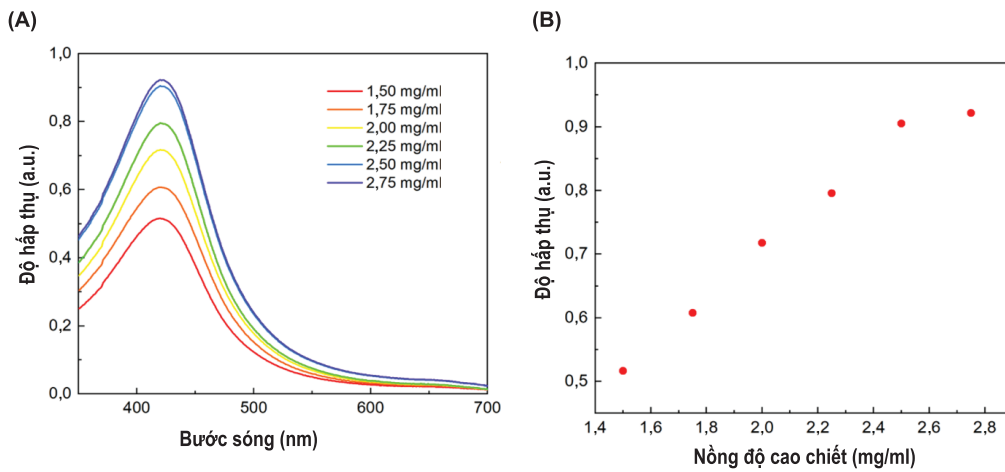 (A)
Độ hấp thụ (a.u.)
1,0
0,8
0,6
0,4
0,2
0,0
1,50 mg/ml
1,75 mg/ml
2,00 mg/ml
2,25 mg/ml
2,50 mg/ml
2,75 mg/ml
400 500 600 700
Bước sóng (nm)
(B)
Độ hấp thụ (a.u.)
1,0
0,9
0,8
0,7
0,6
0,5
1,4 1,6 1,8 2,0 2,2 2,4 2,6 2,8
Nồng độ cao chiết (mg/ml)